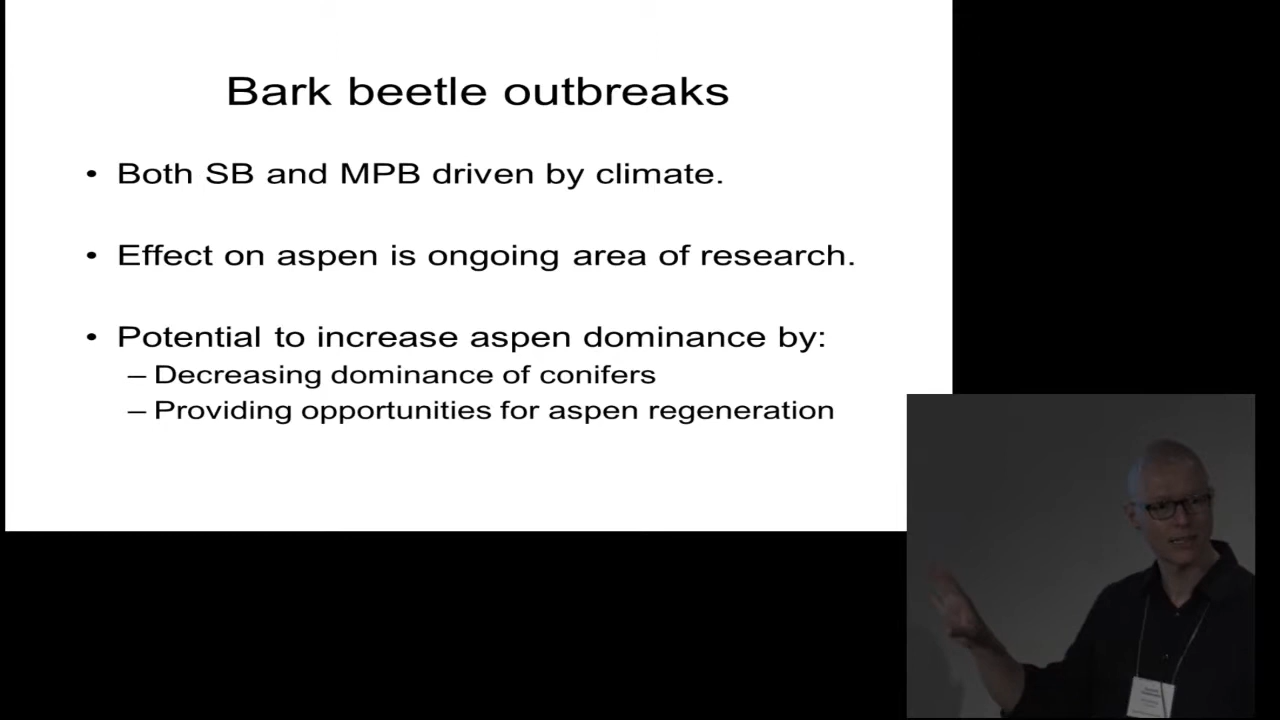 Bark beetle outbreaks
• Both SB and MPB driven by climate.
• Effect on aspen is ongoing area of research.
• Potential to increase aspen dominance by:
– Decreasing dominance of conifers
– Providing opportunities for aspen regeneration